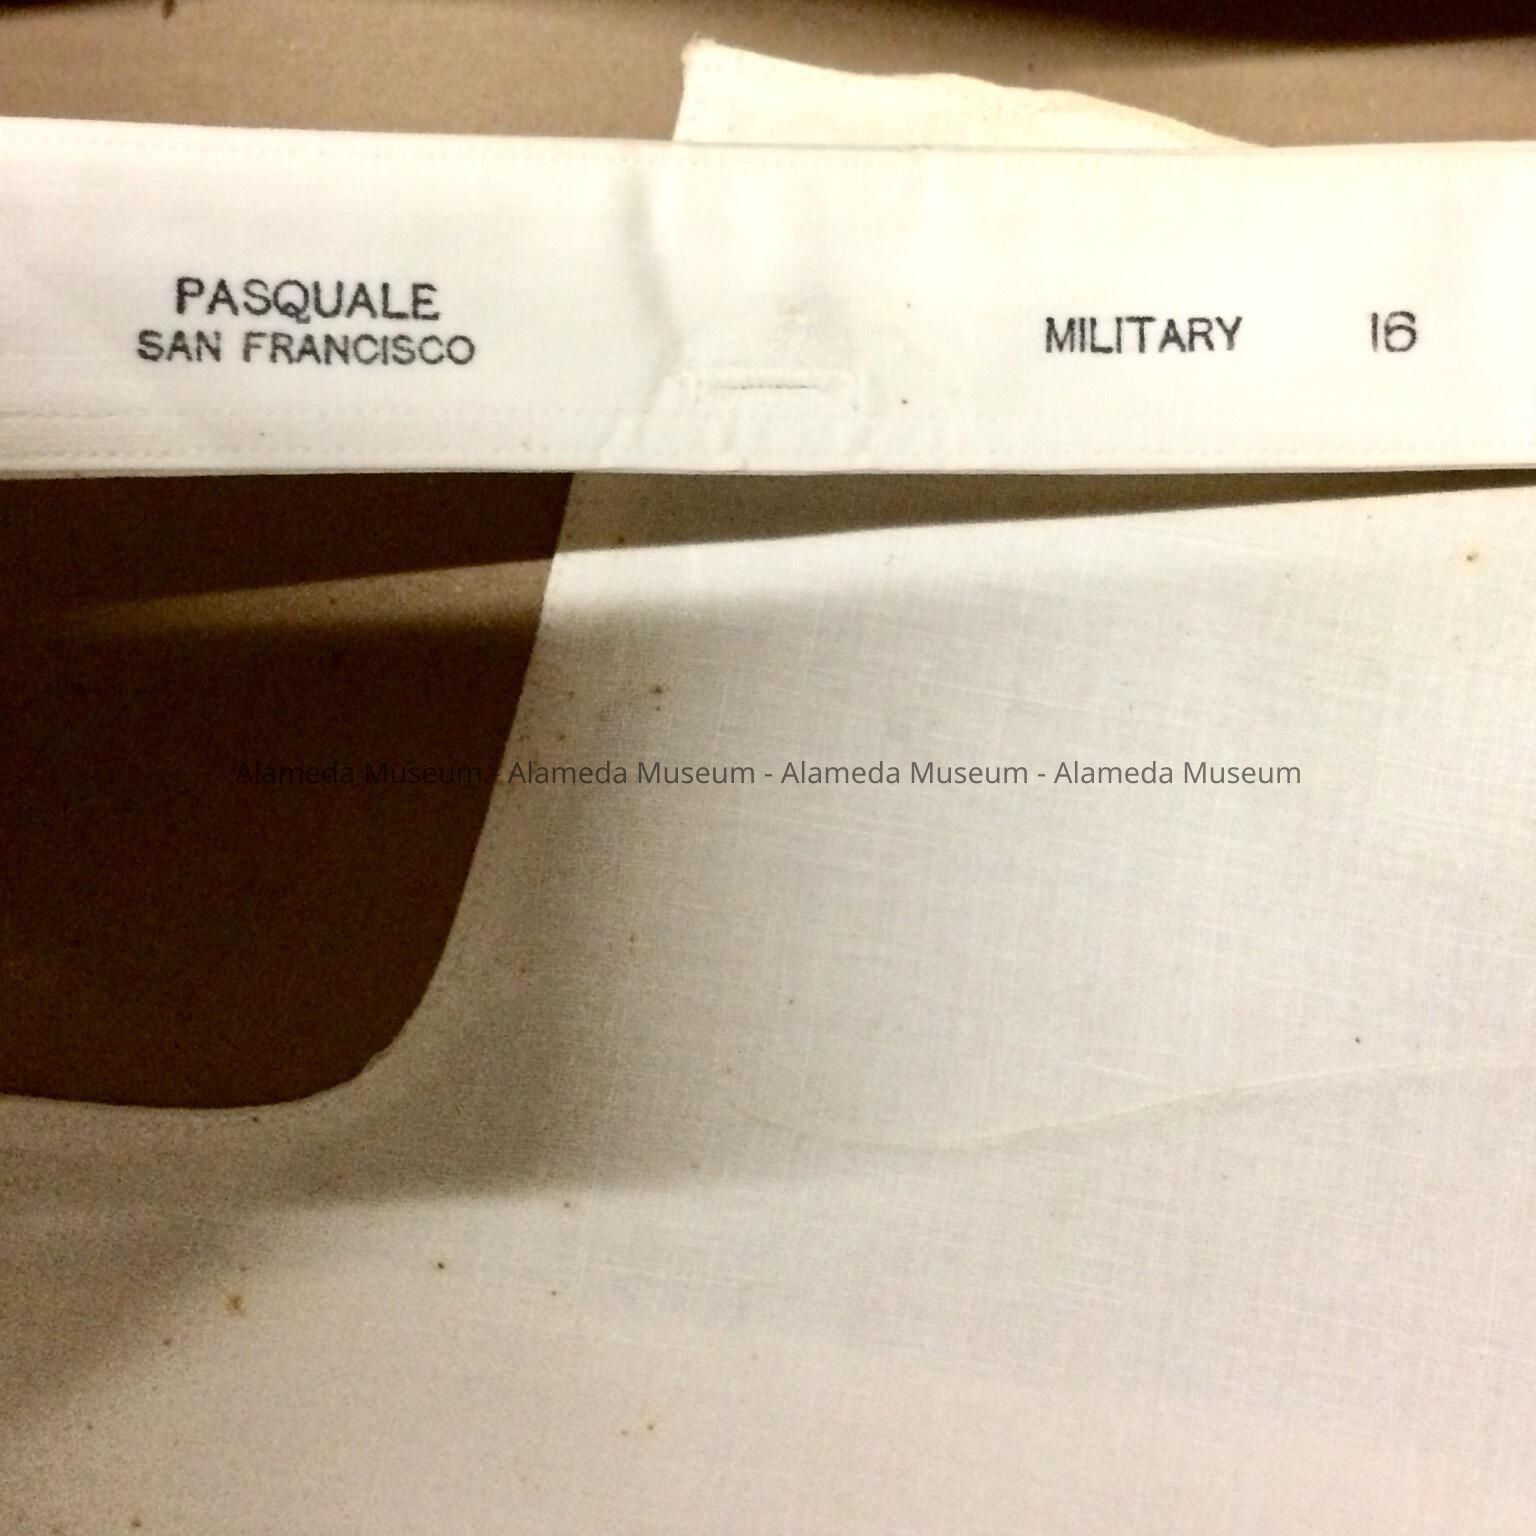 PASQUALE
SAN FRANCISCO
MILITARY 16
Alameda Museum - Alameda Museum - Alameda Museum - Alameda Museum